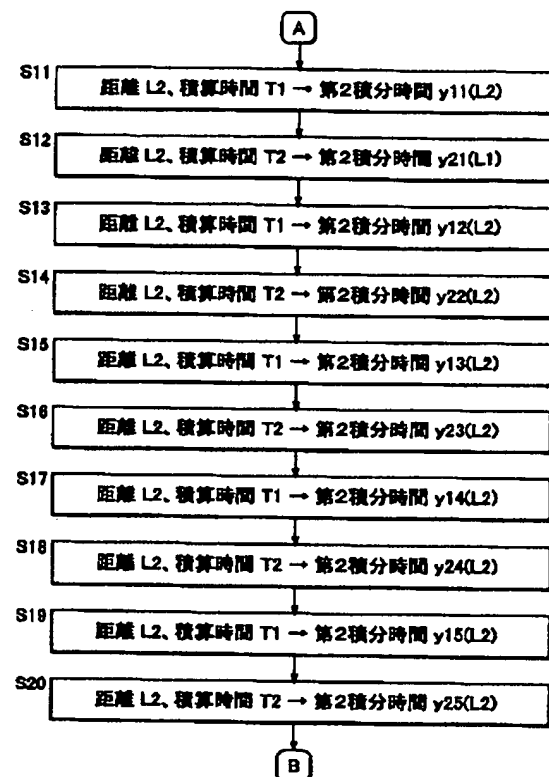 A
S11
距離 L2、積算時間 T1 → 第2積分時間 y11(L2)
S12
距離 L2、積算時間 T2 → 第2積分時間 y21(L1)
S13
距離 L2、積算時間 T1 → 第2積分時間 y12(L2)
S14
距離 L2、積算時間 T2 → 第2積分時間 y22(L2)
S15
距離 L2、積算時間 T1 → 第2積分時間 y13(L2)
S16
距離 L2、積算時間 T2 → 第2積分時間 y23(L2)
S17
距離 L2、積算時間 T1 → 第2積分時間 y14(L2)
S18
距離 L2、積算時間 T2 → 第2積分時間 y24(L2)
S19
距離 L2、積算時間 T1 → 第2積分時間 y15(L2)
S20
距離 L2、積算時間 T2 → 第2積分時間 y25(L2)
B